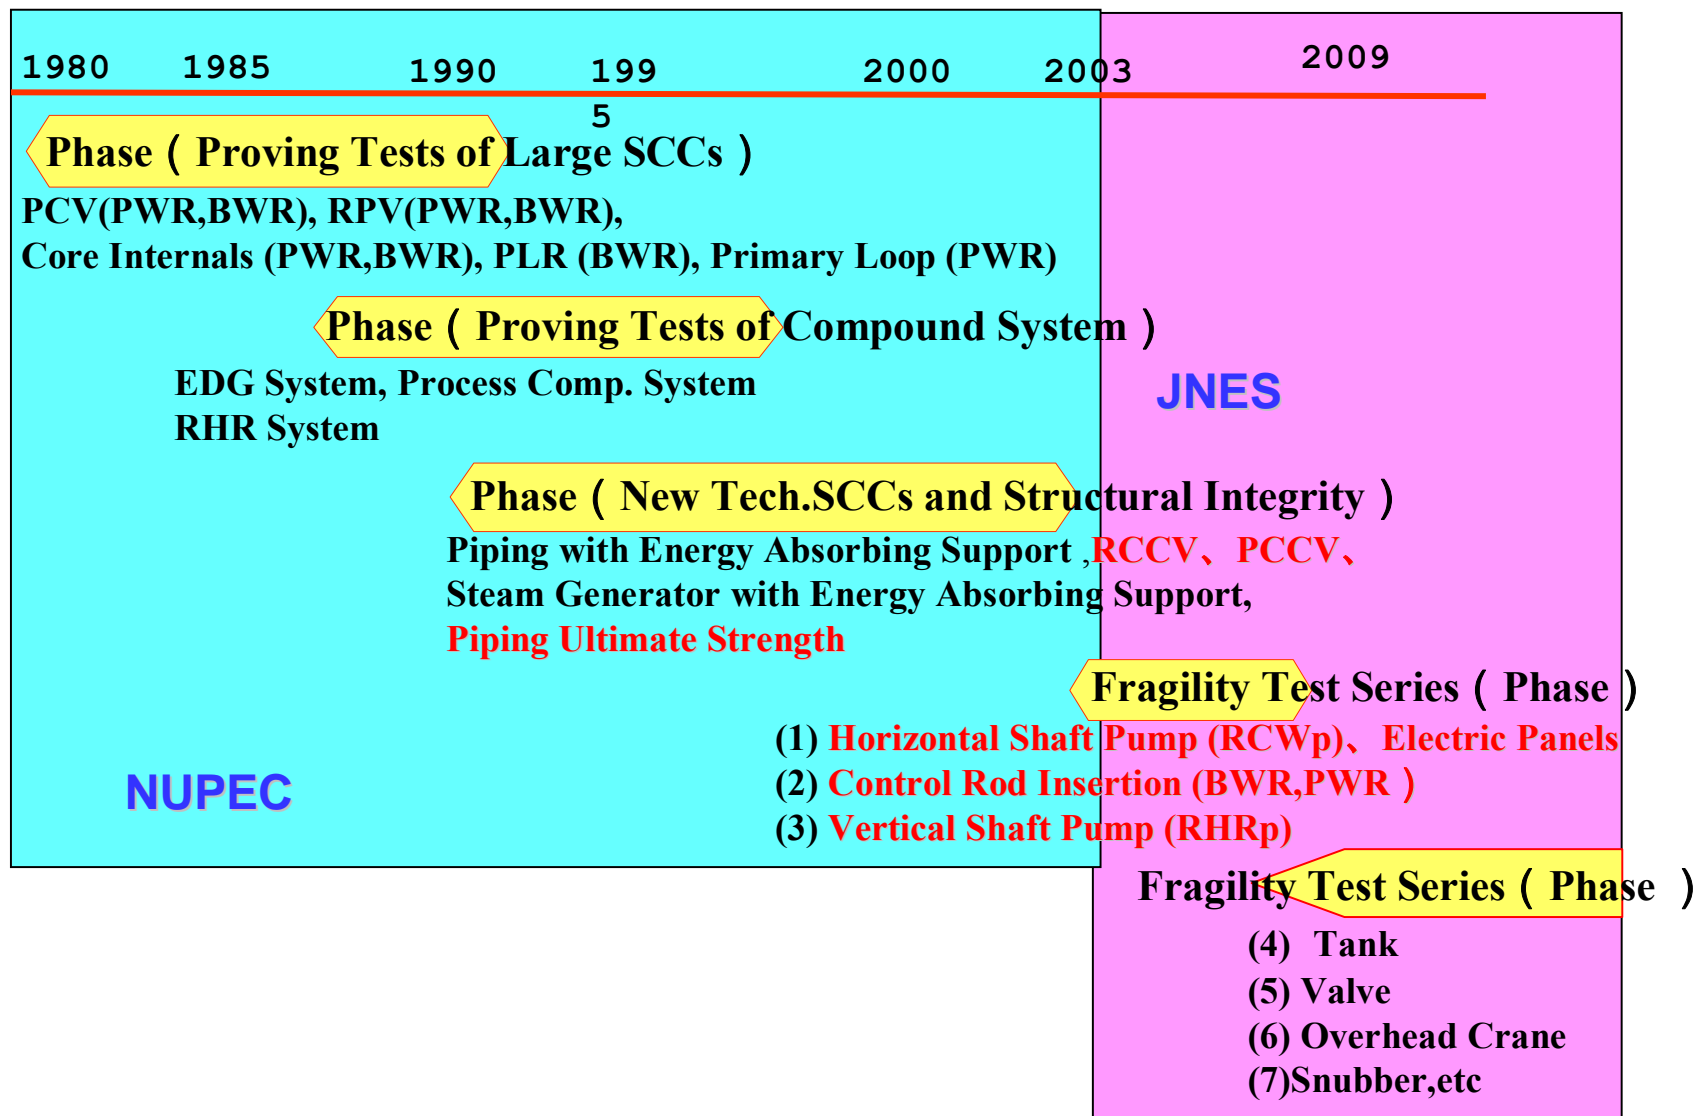 1980 1985 1990 1995 2000 2003 2009
Phase ( Proving Tests of Large SCCs )
PCV(PWR,BWR), RPV(PWR,BWR),
Core Internals (PWR,BWR), PLR (BWR), Primary Loop (PWR)
Phase ( Proving Tests of Compound System )
EDG System, Process Comp. System
RHR System
JNES
Phase ( New Tech.SCCs and Structural Integrity )
Piping with Energy Absorbing Support ,RCCV、PCCV、
Steam Generator with Energy Absorbing Support,
Piping Ultimate Strength
Fragility Test Series ( Phase )
(1) Horizontal Shaft Pump (RCWp)、Electric Panels
(2) Control Rod Insertion (BWR,PWR )
(3) Vertical Shaft Pump (RHRp)
NUPEC
Fragility Test Series ( Phase )
(4) Tank
(5) Valve
(6) Overhead Crane
(7)Snubber,etc